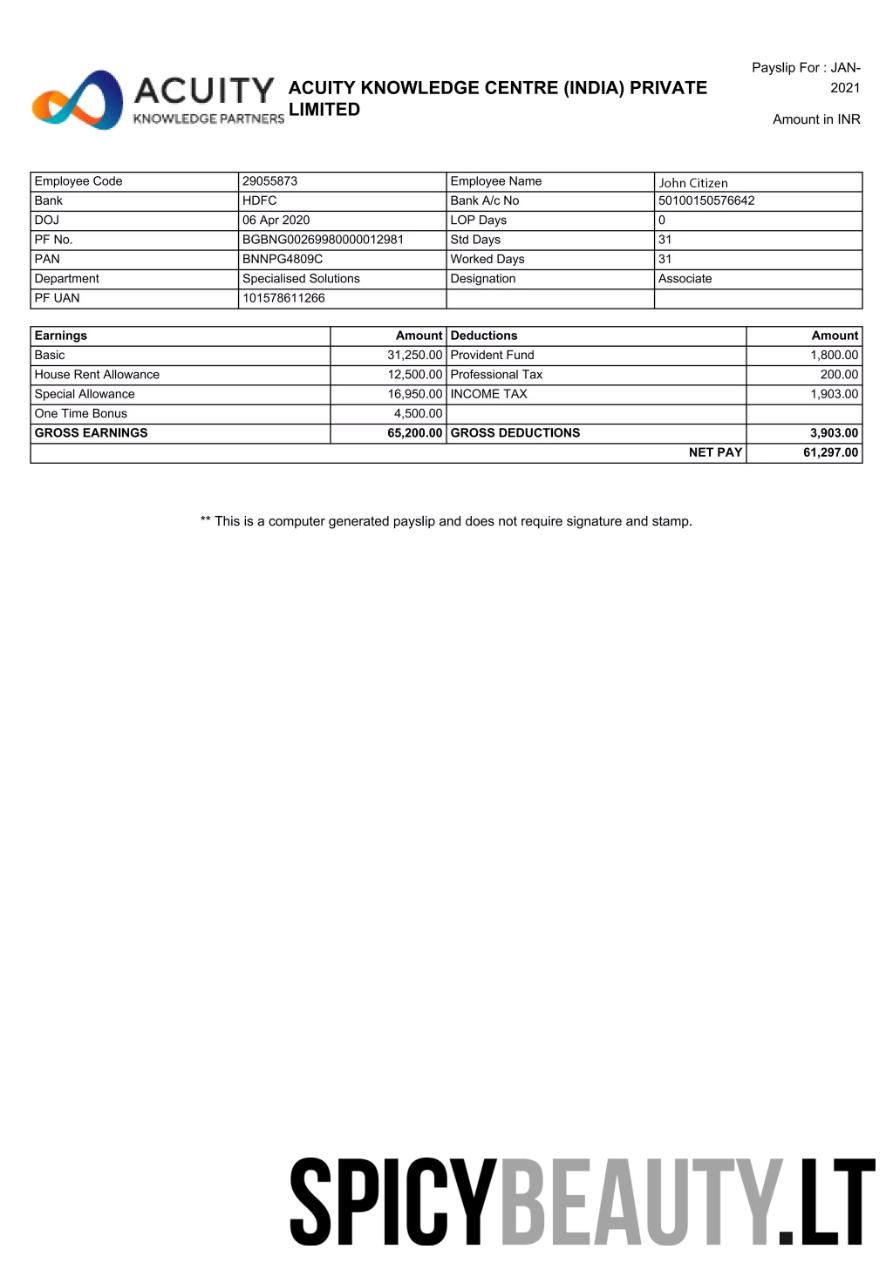 ACUITY
KNOWLEDGE PARTNERS
ACUITY KNOWLEDGE CENTRE (INDIA) PRIVATE
LIMITED
Payslip For : JAN-
2021
Amount in INR
Employee Code 29055873 Employee Name John Citizen
Bank HDFC Bank A/c No 50100150576642
DOJ 06 Apr 2020 LOP Days 0
PF No. BGBNG00269980000012981 Std Days 31
PAN BNNPG4809C Worked Days 31
Department Specialised Solutions Designation Associate
PF UAN 101578611266
Earnings Amount Deductions Amount
Basic 31,250.00 Provident Fund 1,800.00
House Rent Allowance 12,500.00 Professional Tax 200.00
Special Allowance 16,950.00 INCOME TAX 1,903.00
One Time Bonus 4,500.00
GROSS EARNINGS 65,200.00 GROSS DEDUCTIONS 3,903.00
NET PAY 61,297.00
** This is a computer generated payslip and does not require signature and stamp.
SPICYBEAUTY.LT